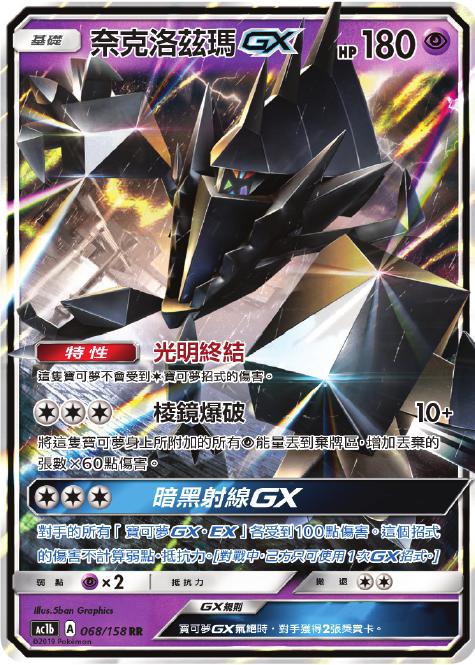 基礎 奈克洛茲瑪GX HP 180
特性 光明終結
這隻寶可夢不會受到寶可夢招式的傷害。
稜鏡爆破 10+
將這隻寶可夢身上所附加的所有能量丟到棄牌區,增加丟棄的
張數×60點傷害。
暗黑射線GX
對手的所有「寶可夢GX・EX」各受到100點傷害。這個招式
的傷害不計算弱點・抵抗力。[對戰中,己方只可使用1次GX招式。]
弱點 ×2 抵抗力 撤退
Illus.5ban Graphics
GX規則
AC1b A 068/158 RR
寶可夢GX氣絕時,對手獲得2張獎賞卡。
©2019 Pokémon